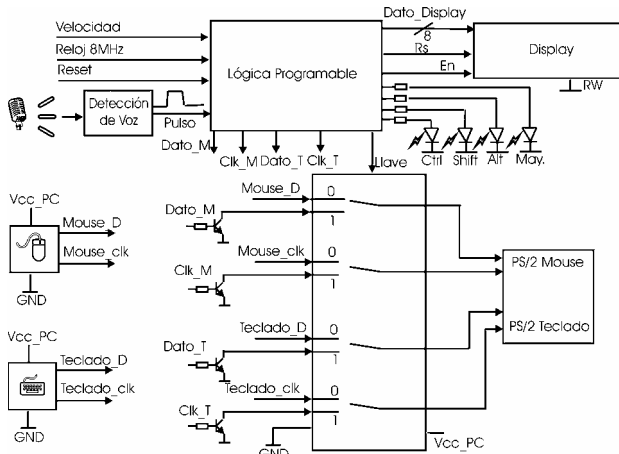 Velocidad
Reloj 8MHz
Reset
Detección
de Voz
Pulso
Lógica Programable
Dato_Display
8
Rs
En
Display
RW
Dato_M
Clk_M
Dato_T
Clk_T
Llave
Ctrl
Shift
Alt
May.
Vcc_PC
Mouse_D
Mouse_clk
GND
Vcc_PC
Teclado_D
Teclado_clk
GND
Mouse_D
0
Dato_M
1
Mouse_clk
0
Clk_M
1
Teclado_D
0
Dato_T
1
Teclado_clk
0
Clk_T
1
GND
Vcc_PC
PS/2 Mouse
PS/2 Teclado